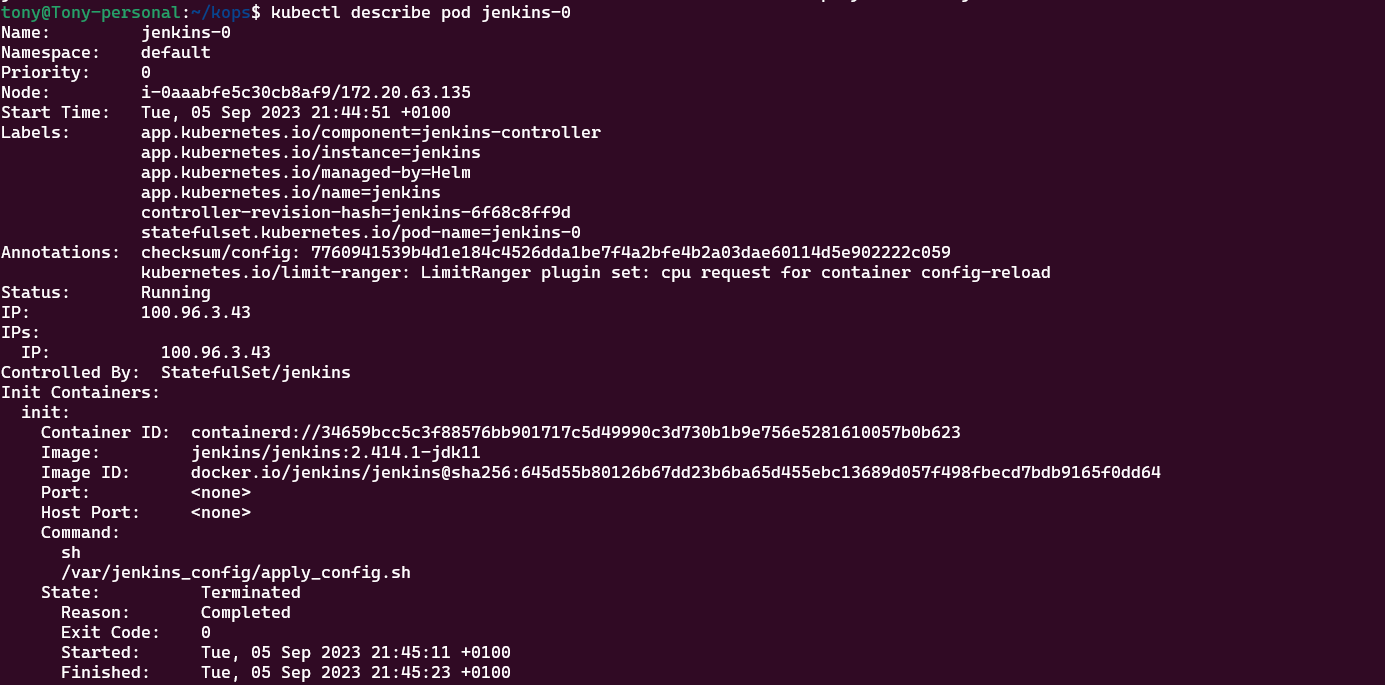 tony@Tony-personal:~/kops$ kubectl describe pod jenkins-0
Name:         jenkins-0
Namespace:    default
Priority:     0
Node:         i-0aaabfe5c30cb8af9/172.20.63.135
Start Time:   Tue, 05 Sep 2023 21:44:51 +0100
Labels:       app.kubernetes.io/component=jenkins-controller
              app.kubernetes.io/instance=jenkins
              app.kubernetes.io/managed-by=Helm
              app.kubernetes.io/name=jenkins
              controller-revision-hash=jenkins-6f68c8ff9d
              statefulset.kubernetes.io/pod-name=jenkins-0
Annotations:  checksum/config: 7760941539b4d1e184c4526dda1be7f4a2bfe4b2a03dae60114d5e902222c059
              kubernetes.io/limit-ranger: LimitRanger plugin set: cpu request for container config-reload
Status:       Running
IP:           100.96.3.43
IPs:
  IP:           100.96.3.43
Controlled By:  StatefulSet/jenkins
Init Containers:
  init:
    Container ID:  containerd://34659bcc5c3f88576bb901717c5d49990c3d730b1b9e756e5281610057b0b623
    Image:         jenkins/jenkins:2.414.1-jdk11
    Image ID:      docker.io/jenkins/jenkins@sha256:645d55b80126b67dd23b6ba65d455ebc13689d057f498fbecd7bdb9165f0dd64
    Port:          <none>
    Host Port:     <none>
    Command:
      sh
      /var/jenkins_config/apply_config.sh
    State:          Terminated
      Reason:       Completed
      Exit Code:    0
      Started:      Tue, 05 Sep 2023 21:45:11 +0100
      Finished:     Tue, 05 Sep 2023 21:45:23 +0100